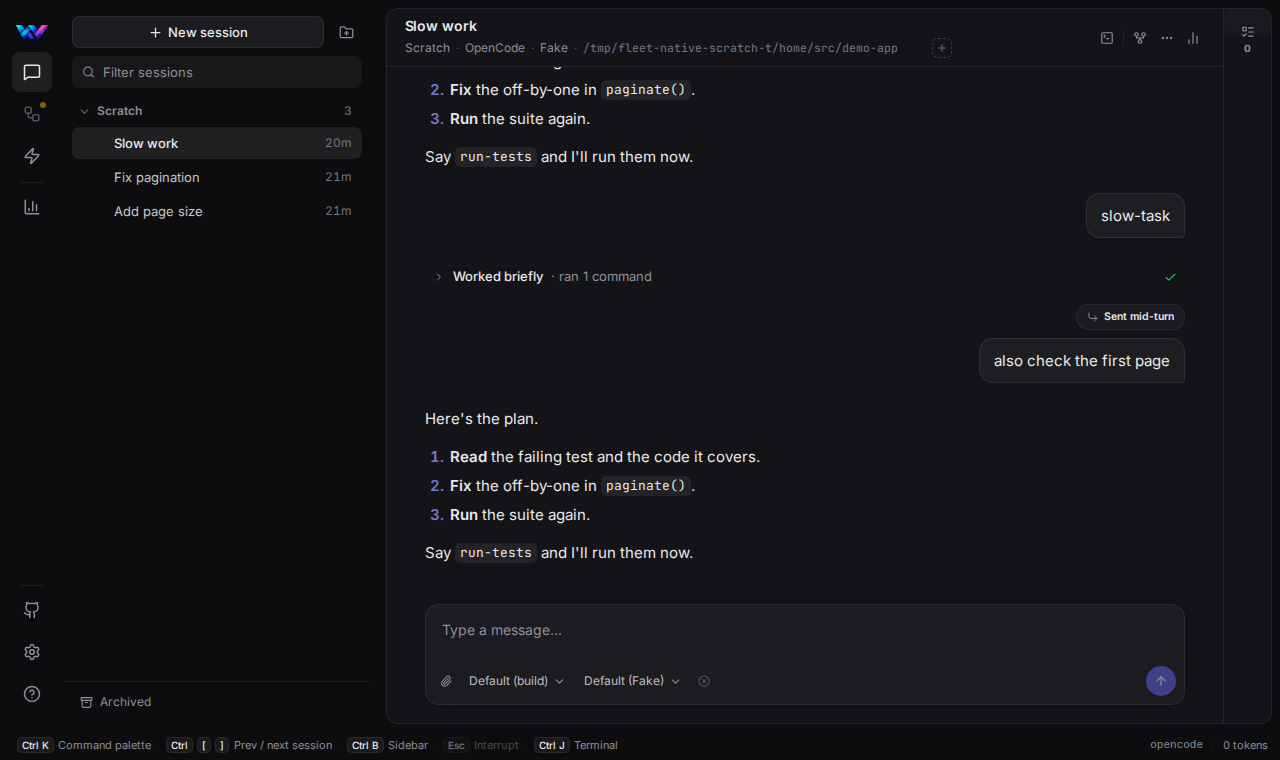 New session
Filter sessions
Scratch 3
Slow work 20m
Fix pagination 21m
Add page size 21m
Archived
Slow work
Scratch · OpenCode · Fake · /tmp/fleet-native-scratch-t/home/src/demo-app
0
2. Fix the off-by-one in paginate().
3. Run the suite again.
Say run-tests and I'll run them now.
slow-task
Worked briefly · ran 1 command
Sent mid-turn
also check the first page
Here's the plan.
1. Read the failing test and the code it covers.
2. Fix the off-by-one in paginate().
3. Run the suite again.
Say run-tests and I'll run them now.
Type a message...
Default (build) Default (Fake)
Ctrl K Command palette Ctrl [ ] Prev / next session Ctrl B Sidebar Esc Interrupt Ctrl J Terminal opencode 0 tokens